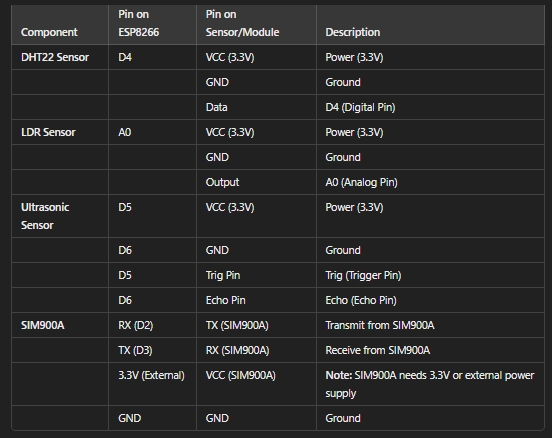 Component Pin on ESP8266 Pin on Sensor/Module Description
DHT22 Sensor D4 VCC (3.3V) Power (3.3V)
GND Ground
Data D4 (Digital Pin)
LDR Sensor A0 VCC (3.3V) Power (3.3V)
GND Ground
Output A0 (Analog Pin)
Ultrasonic Sensor D5 VCC (3.3V) Power (3.3V)
D6 GND Ground
D5 Trig Pin Trig (Trigger Pin)
D6 Echo Pin Echo (Echo Pin)
SIM900A RX (D2) TX (SIM900A) Transmit from SIM900A
TX (D3) RX (SIM900A) Receive from SIM900A
3.3V (External) VCC (SIM900A) Note: SIM900A needs 3.3V or external power supply
GND GND Ground